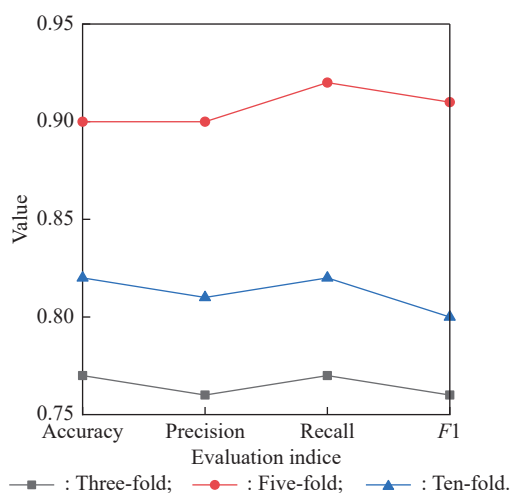 0.95
0.90
0.85
0.80
0.75
Value
Accuracy Precision Recall F1
Evaluation indice
: Three-fold; : Five-fold; : Ten-fold.